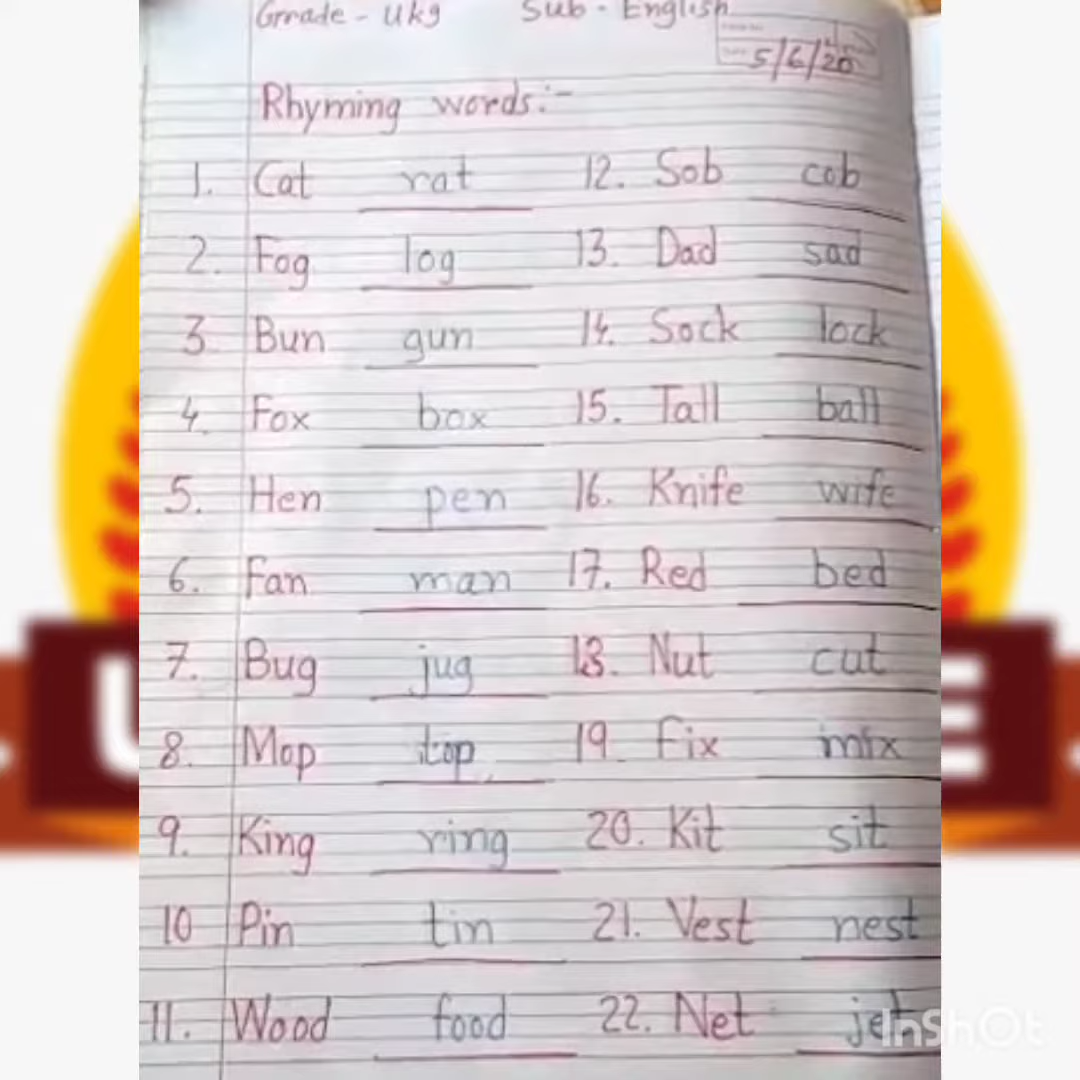 Grade - Ukg Sub - English
5/6/20
Rhyming words:-
1. Cat rat 12. Sob cob
2. Fog log 13. Dad sad
3. Bun gun 14. Sock lock
4. Fox box 15. Tall ball
5. Hen pen 16. Knife wife
6. Fan man 17. Red bed
7. Bug jug 18. Nut cut
8. Mop top 19. Fix mix
9. King ring 20. Kit sit
10 Pin tin 21. Vest nest
11. Wood food 22. Net jet
InShOt